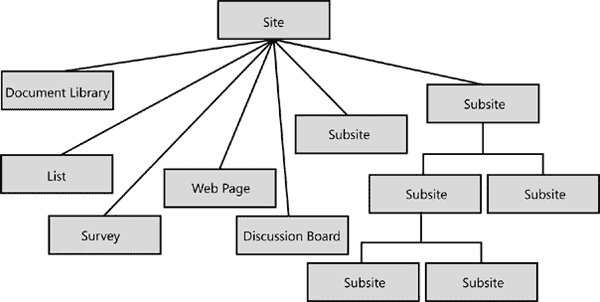 Site
Document Library
Subsite
Subsite
List
Web Page
Subsite
Subsite
Survey
Discussion Board
Subsite
Subsite